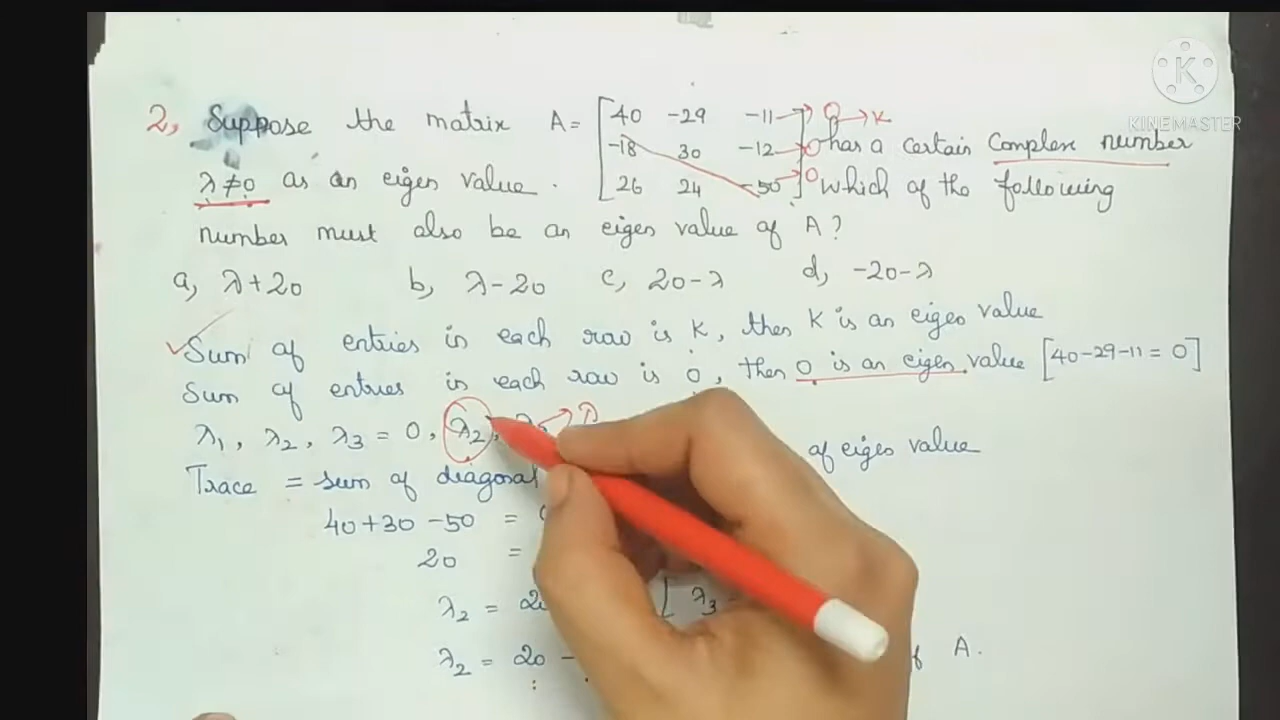 K
KINEMASTER
2, Suppose the matrix A = [40 -29 -11 → 0 → K
-18 30 -12 → 0 has a certain Complex number
λ ≠ 0 as an eigen value. 26 24 -50] → 0 which of the following
number must also be an eigen value of A?
a, λ+20 b, λ-20 c, 20-λ d, -20-λ
✓ Sum of entries in each row is K, then K is an eigen value
Sum of entries in each row is 0, then 0 is an eigen value [40-29-11 = 0]
λ1, λ2, λ3 = 0, λ2, → λ
Trace = sum of diagonal of eigen value
40+30-50 =
20 =
λ2 = [λ3
λ2 = 20 - A.